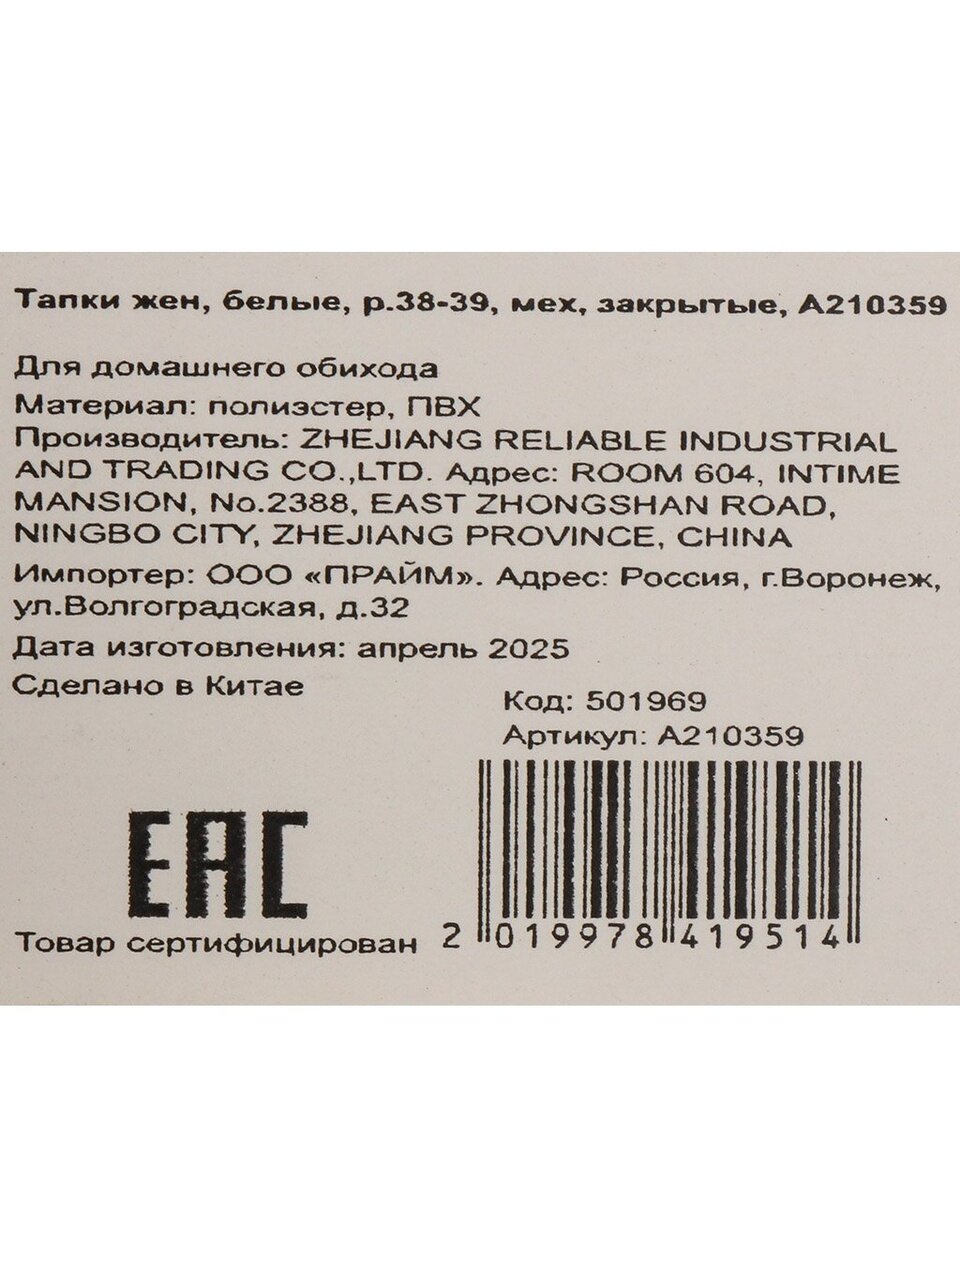 Тапки жен, белые, р.38-39, мех, закрытые, А210359
Для домашнего обихода
Материал: полиэстер, ПВХ
Производитель: ZHEJIANG RELIABLE INDUSTRIAL
AND TRADING CO.,LTD. Адрес: ROOM 604, INTIME
MANSION, No.2388, EAST ZHONGSHAN ROAD,
NINGBO CITY, ZHEJIANG PROVINCE, CHINA
Импортер: ООО «ПРАЙМ». Адрес: Россия, г.Воронеж,
ул.Волгоградская, д.32
Дата изготовления: апрель 2025
Сделано в Китае
Код: 501969
Артикул: А210359
EAC
Товар сертифицирован
2 019978 419514